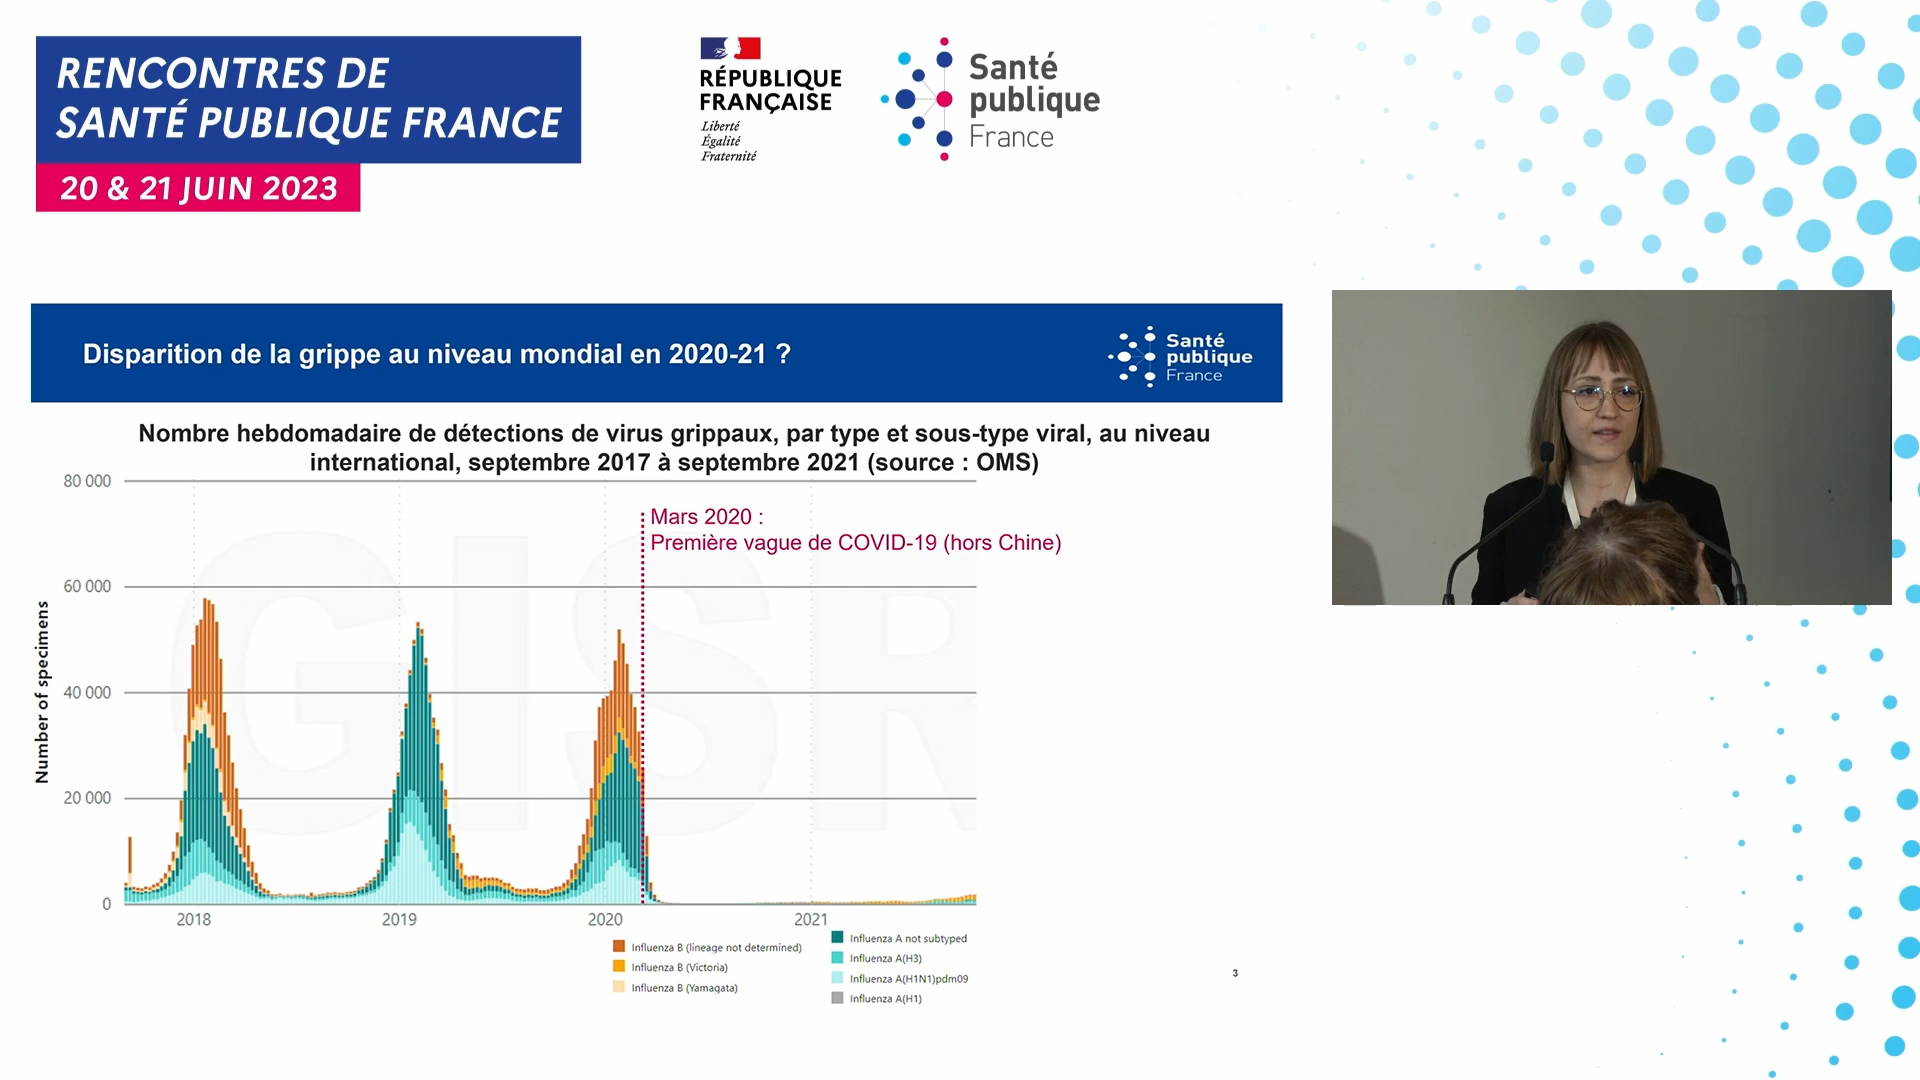 RENCONTRES DE
SANTÉ PUBLIQUE FRANCE
20 & 21 JUIN 2023
RÉPUBLIQUE
FRANÇAISE
Liberté
Égalité
Fraternité
Santé
publique
France
Disparition de la grippe au niveau mondial en 2020-21 ?
Santé
publique
France
Nombre hebdomadaire de détections de virus grippaux, par type et sous-type viral, au niveau
international, septembre 2017 à septembre 2021 (source : OMS)
80 000
Mars 2020 :
Première vague de COVID-19 (hors Chine)
60 000
40 000
20 000
0
Number of specimens
GISR
2018
2019
2020
2021
Influenza B (lineage not determined)
Influenza B (Victoria)
Influenza B (Yamagata)
Influenza A not subtyped
Influenza A(H3)
Influenza A(H1N1)pdm09
Influenza A(H1)
3